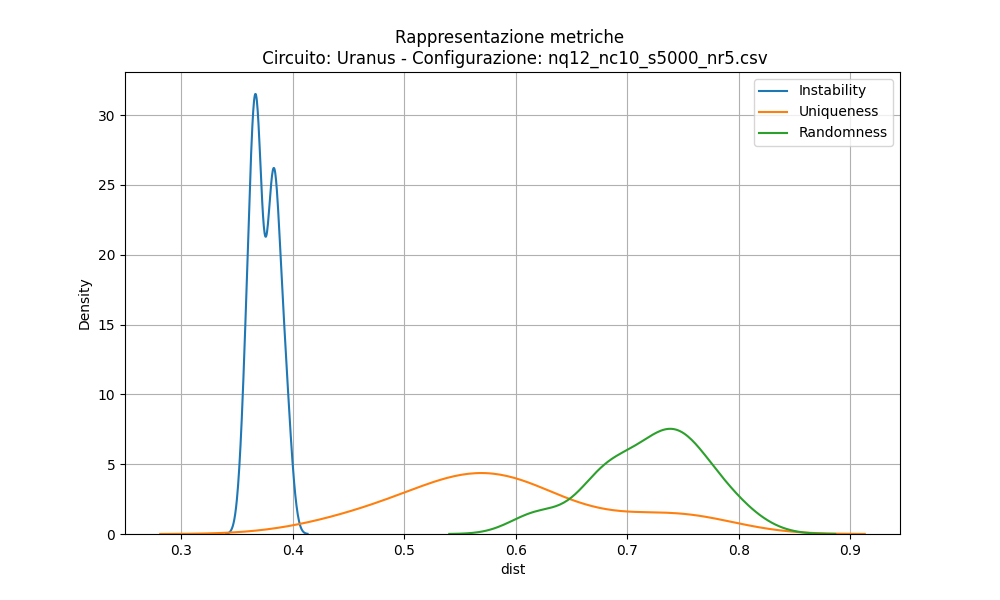 Rappresentazione metriche
Circuito: Uranus - Configurazione: nq12_nc10_s5000_nr5.csv
Instability
Uniqueness
Randomness
Density
30
25
20
15
10
5
0
0.3 0.4 0.5 0.6 0.7 0.8 0.9
dist